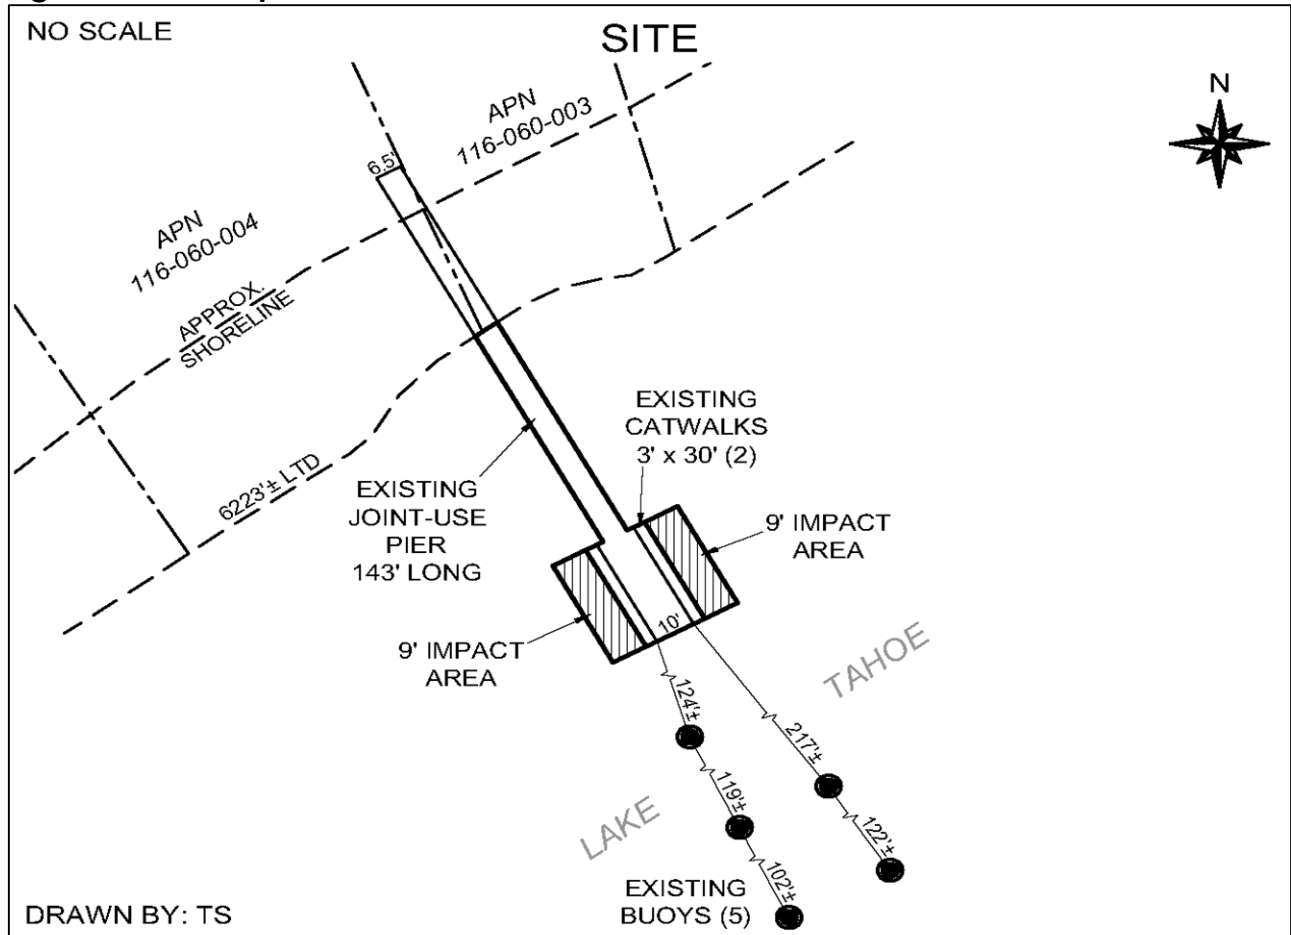 NO SCALE
SITE
N
APN
116-060-003
6.5'
APN
116-060-004
APPROX.
SHORELINE
6223'± LTD
EXISTING
CATWALKS
3' x 30' (2)
EXISTING
JOINT-USE
PIER
143' LONG
9' IMPACT
AREA
10'
9' IMPACT
AREA
LAKE
TAHOE
124'±
217'±
119'±
122'±
102'±
EXISTING
BUOYS (5)
DRAWN BY: TS